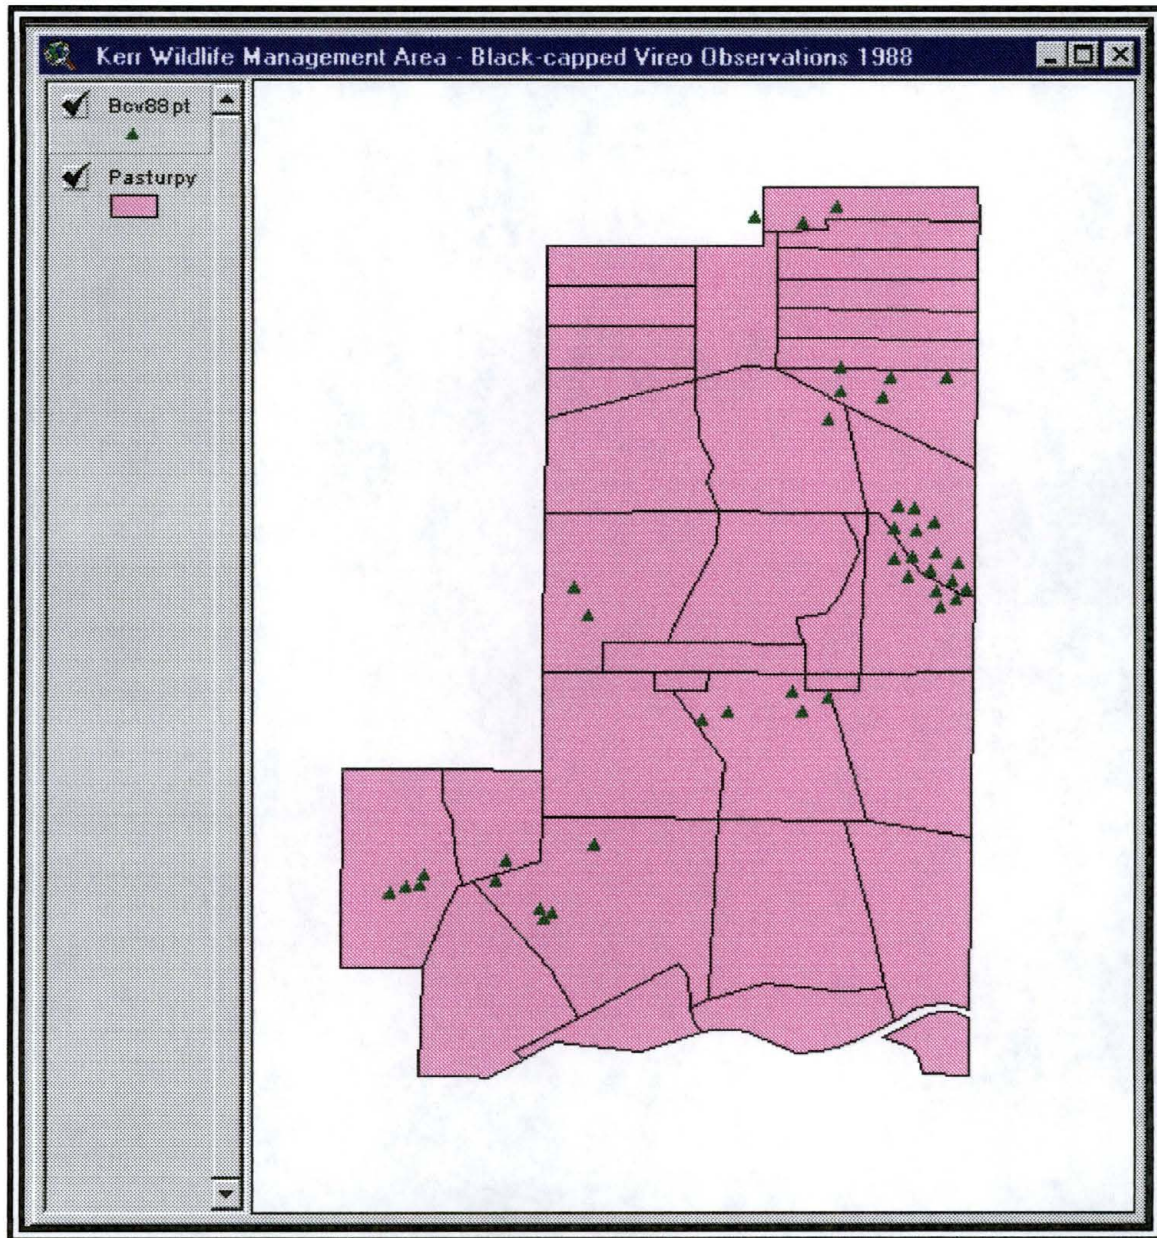 Kerr Wildlife Management Area - Black-capped Vireo Observations 1988
Bcv88pt
Pasturpy